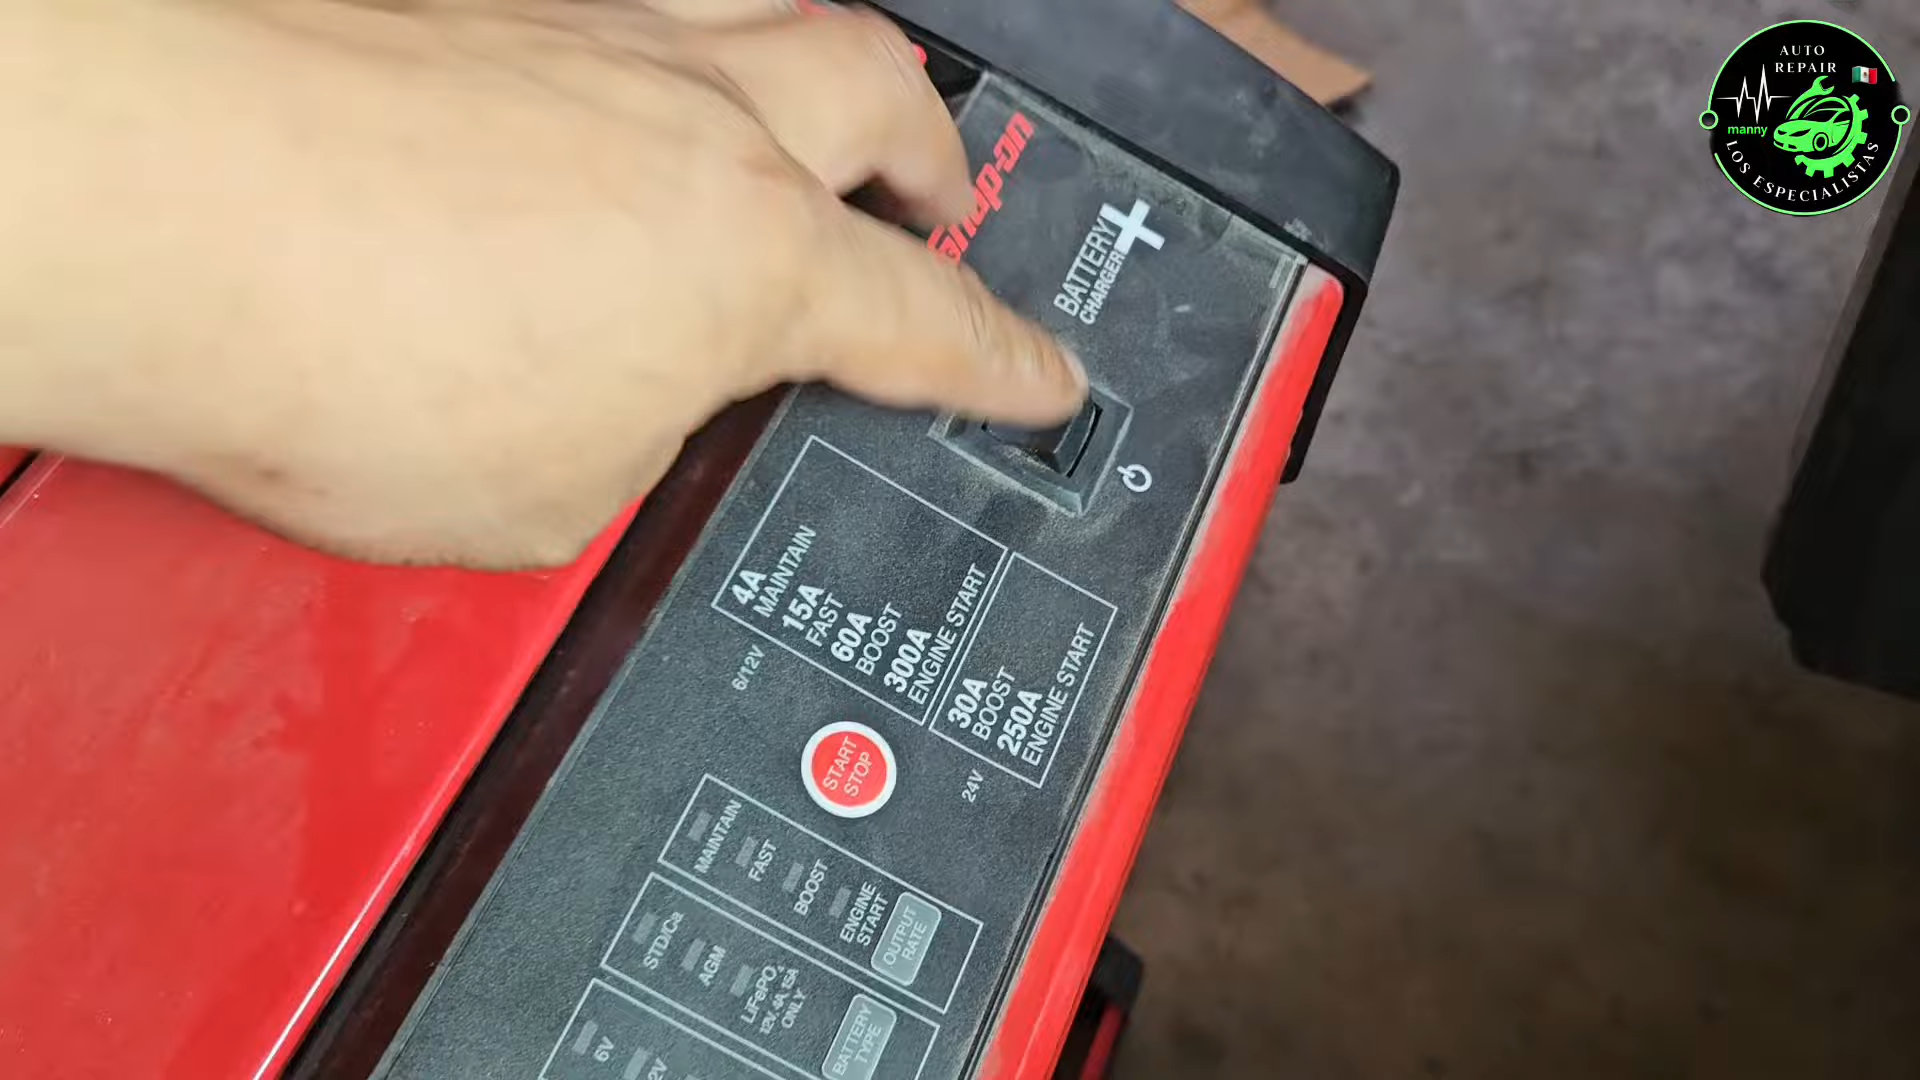 Snap-on
BATTERY
CHARGER
4A
MAINTAIN
15A
FAST
60A
BOOST
300A
ENGINE START
6/12V
30A
BOOST
250A
ENGINE START
24V
START
STOP
MAINTAIN
FAST
BOOST
ENGINE
START
OUTPUT
RATE
STD/Ca
AGM
LiFePO4
12V, 4A, 15A
ONLY
BATTERY
TYPE
6V
AUTO
REPAIR
manny
LOS ESPECIALISTAS